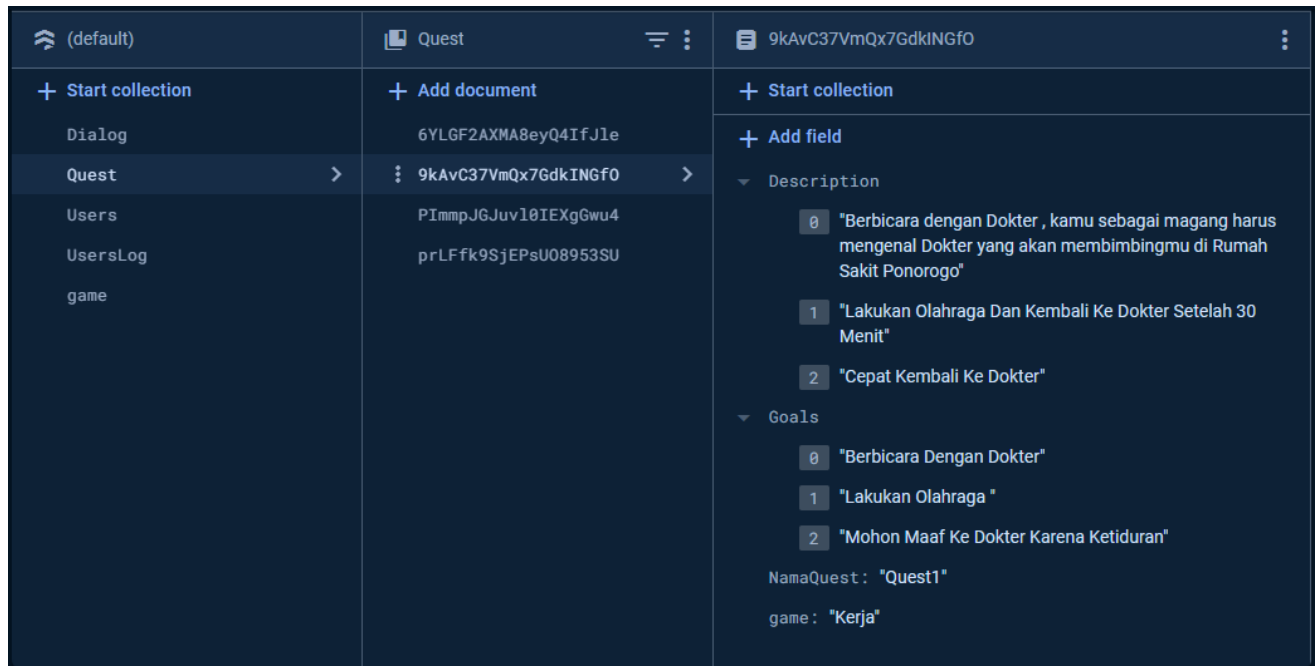 (default)
Quest
9kAvC37VmQx7GdkINGfO
Start collection
Add document
Start collection
Dialog
Quest
Users
UsersLog
game
6YLGF2AXMA8eyQ4IfJle
9kAvC37VmQx7GdkINGfO
PImmpJGJuvl0IEXgGwu4
prLFfk9SjEPsUO8953SU
Add field
Description
0 "Berbicara dengan Dokter , kamu sebagai magang harus
mengenal Dokter yang akan membimbingmu di Rumah
Sakit Ponorogo"
1 "Lakukan Olahraga Dan Kembali Ke Dokter Setelah 30
Menit"
2 "Cepat Kembali Ke Dokter"
Goals
0 "Berbicara Dengan Dokter"
1 "Lakukan Olahraga "
2 "Mohon Maaf Ke Dokter Karena Ketiduran"
NamaQuest: "Quest1"
game: "Kerja"